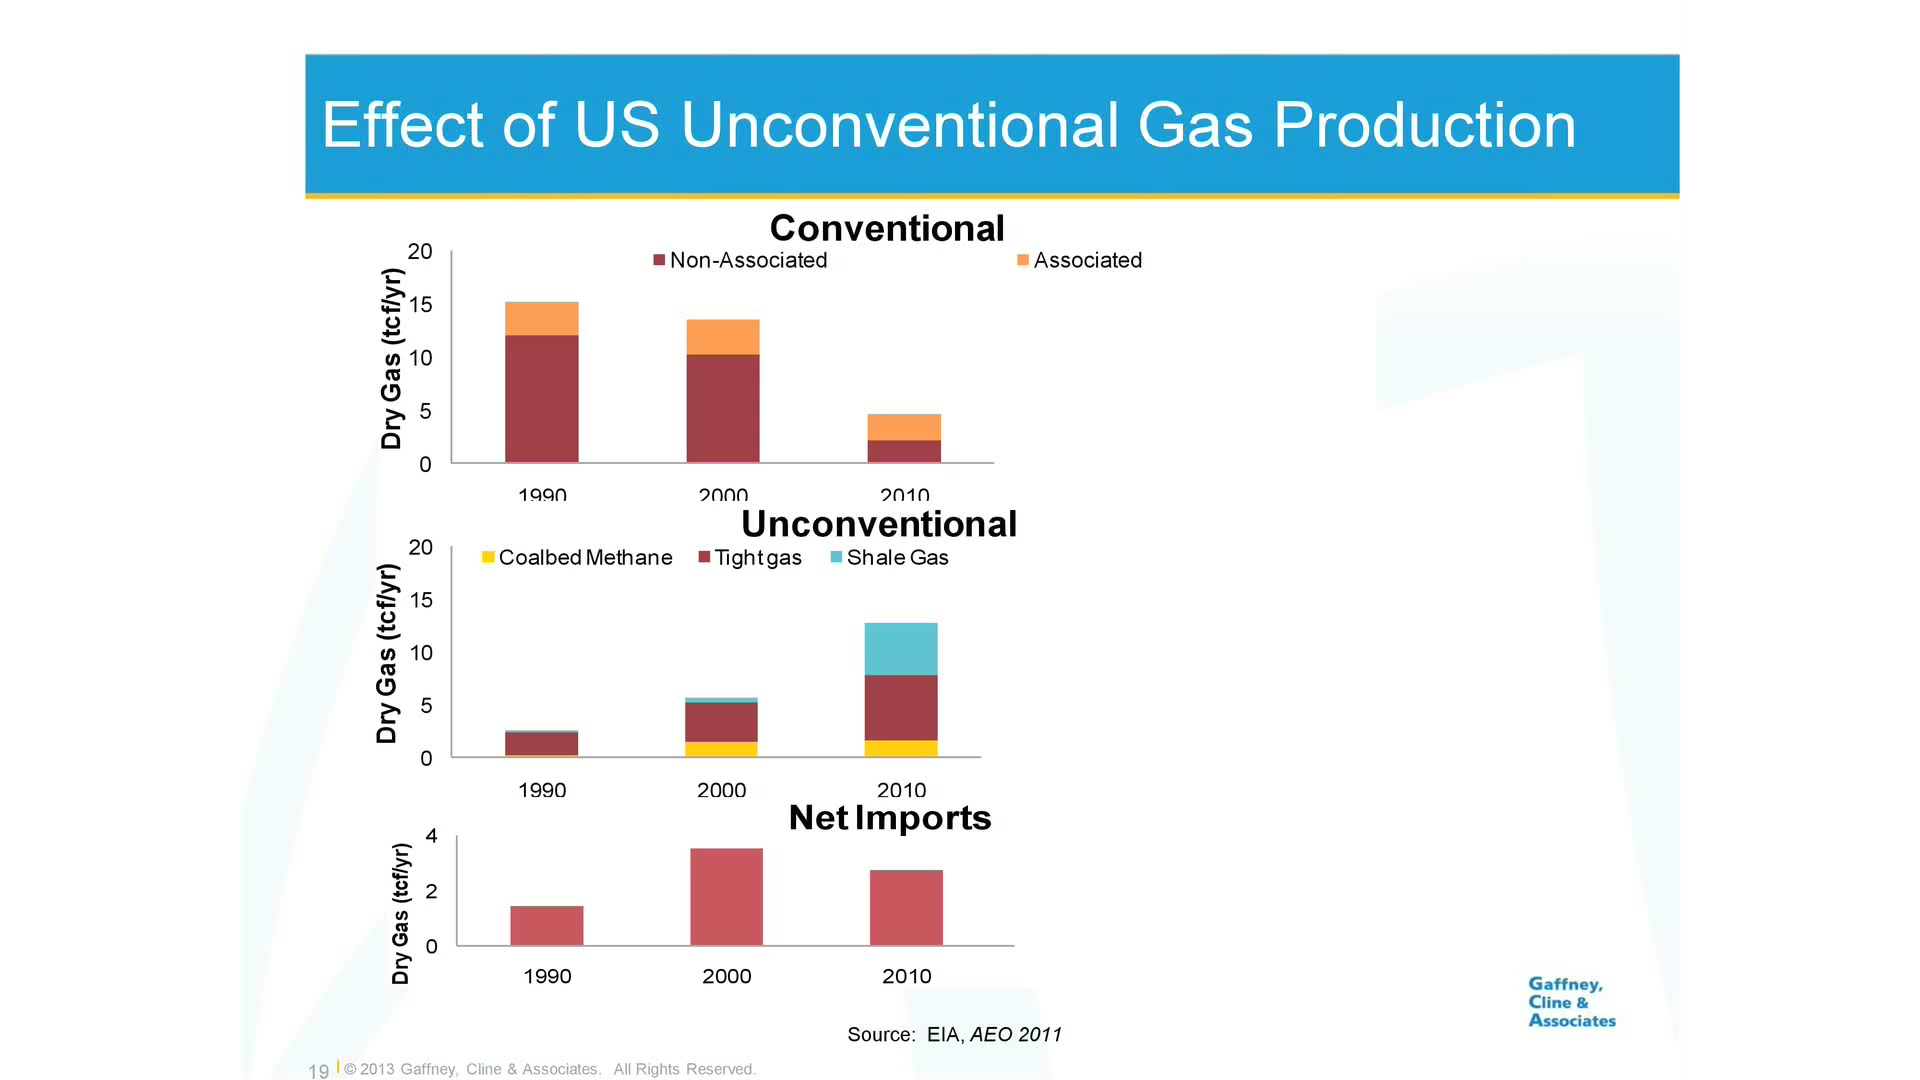 Effect of US Unconventional Gas Production
Conventional
Non-Associated Associated
Dry Gas (tcf/yr)
20
15
10
5
0
1990 2000 2010
Unconventional
Coalbed Methane Tight gas Shale Gas
Dry Gas (tcf/yr)
20
15
10
5
0
1990 2000 2010
Net Imports
Dry Gas (tcf/yr)
4
2
0
1990 2000 2010
Gaffney,
Cline &
Associates
Source: EIA, AEO 2011
19 © 2013 Gaffney, Cline & Associates. All Rights Reserved.